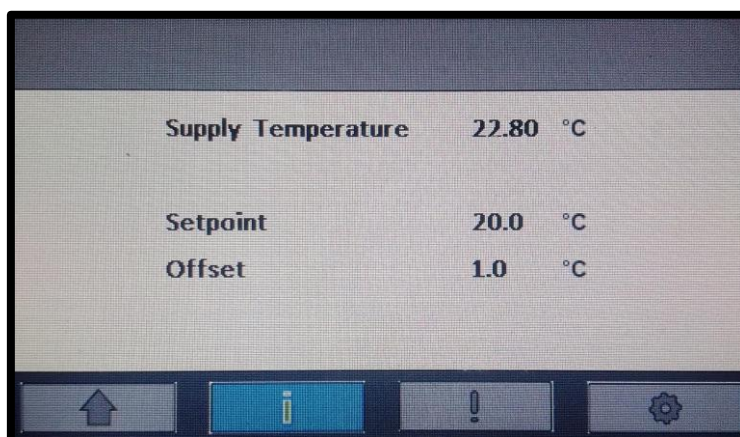 Supply Temperature 22.80 °C
Setpoint 20.0 °C
Offset 1.0 °C
i
!